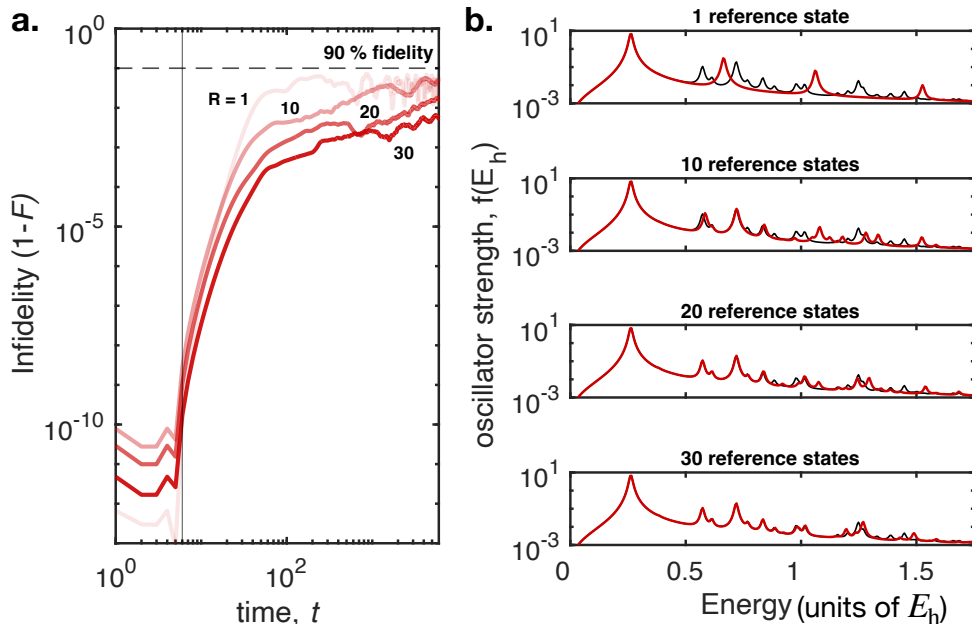 a.
Infidelity (1-F)
10^0
10^-5
10^-10
90 % fidelity
R = 1
10
20
30
10^0
10^2
time, t
b.
oscillator strength, f(E_h)
1 reference state
10^1
10^-3
10 reference states
10^1
10^-3
20 reference states
10^1
10^-3
30 reference states
10^1
10^-3
0
0.5
1
1.5
Energy (units of E_h)